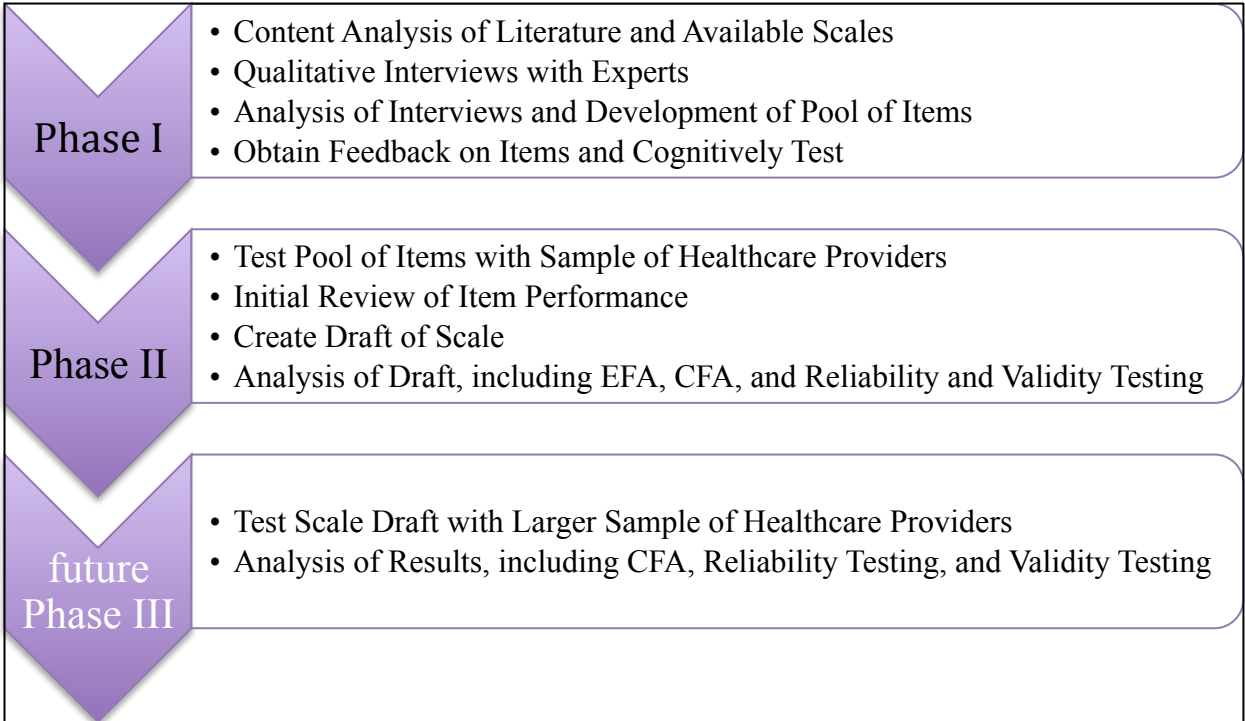 Phase I
• Content Analysis of Literature and Available Scales
• Qualitative Interviews with Experts
• Analysis of Interviews and Development of Pool of Items
• Obtain Feedback on Items and Cognitively Test
Phase II
• Test Pool of Items with Sample of Healthcare Providers
• Initial Review of Item Performance
• Create Draft of Scale
• Analysis of Draft, including EFA, CFA, and Reliability and Validity Testing
future
Phase III
• Test Scale Draft with Larger Sample of Healthcare Providers
• Analysis of Results, including CFA, Reliability Testing, and Validity Testing